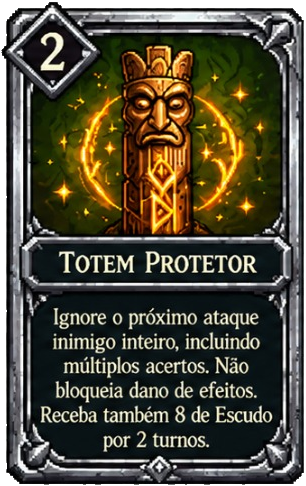 2
TOTEM PROTETOR
Ignore o próximo ataque
inimigo inteiro, incluindo
múltiplos acertos. Não
bloqueia dano de efeitos.
Receba também 8 de Escudo
por 2 turnos.